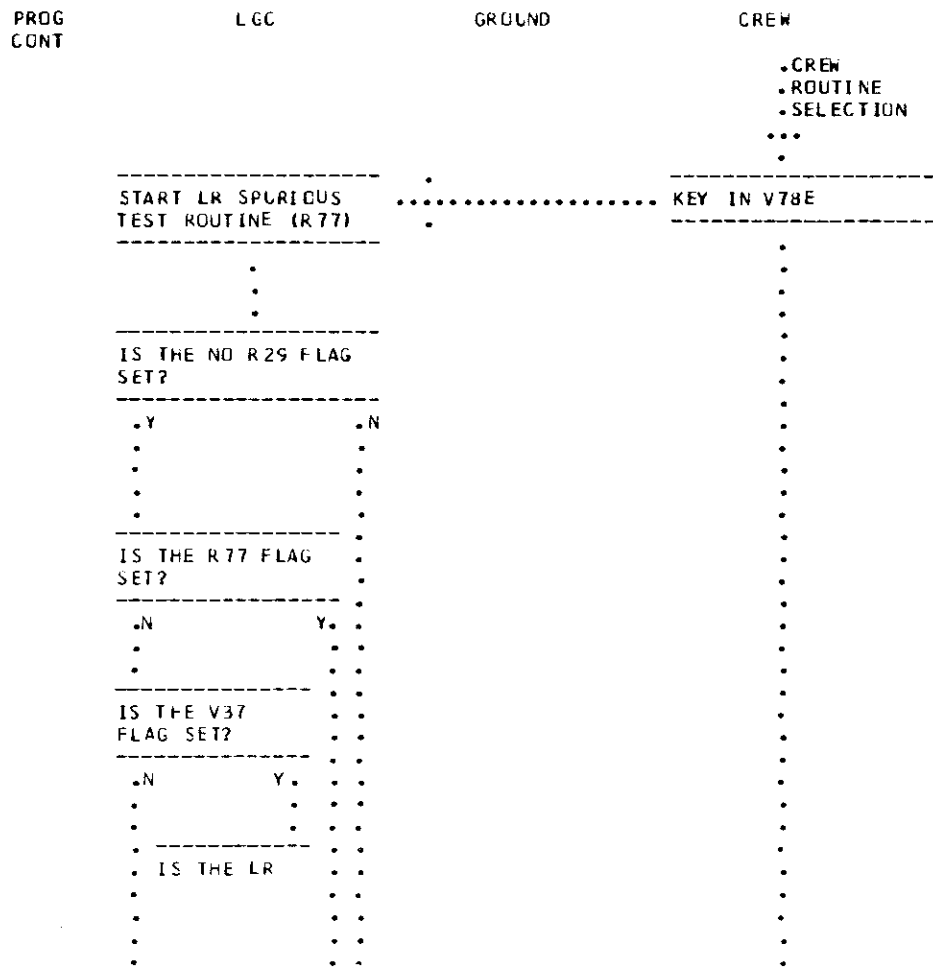 PROG LGC GROUND CREW
CONT
.CREW
.ROUTINE
.SELECTION
START LR SPURIOUS
TEST ROUTINE (R77)
KEY IN V78E
IS THE NO R29 FLAG
SET?
.Y .N
IS THE R77 FLAG
SET?
.N Y.
IS THE V37
FLAG SET?
.N Y.
IS THE LR